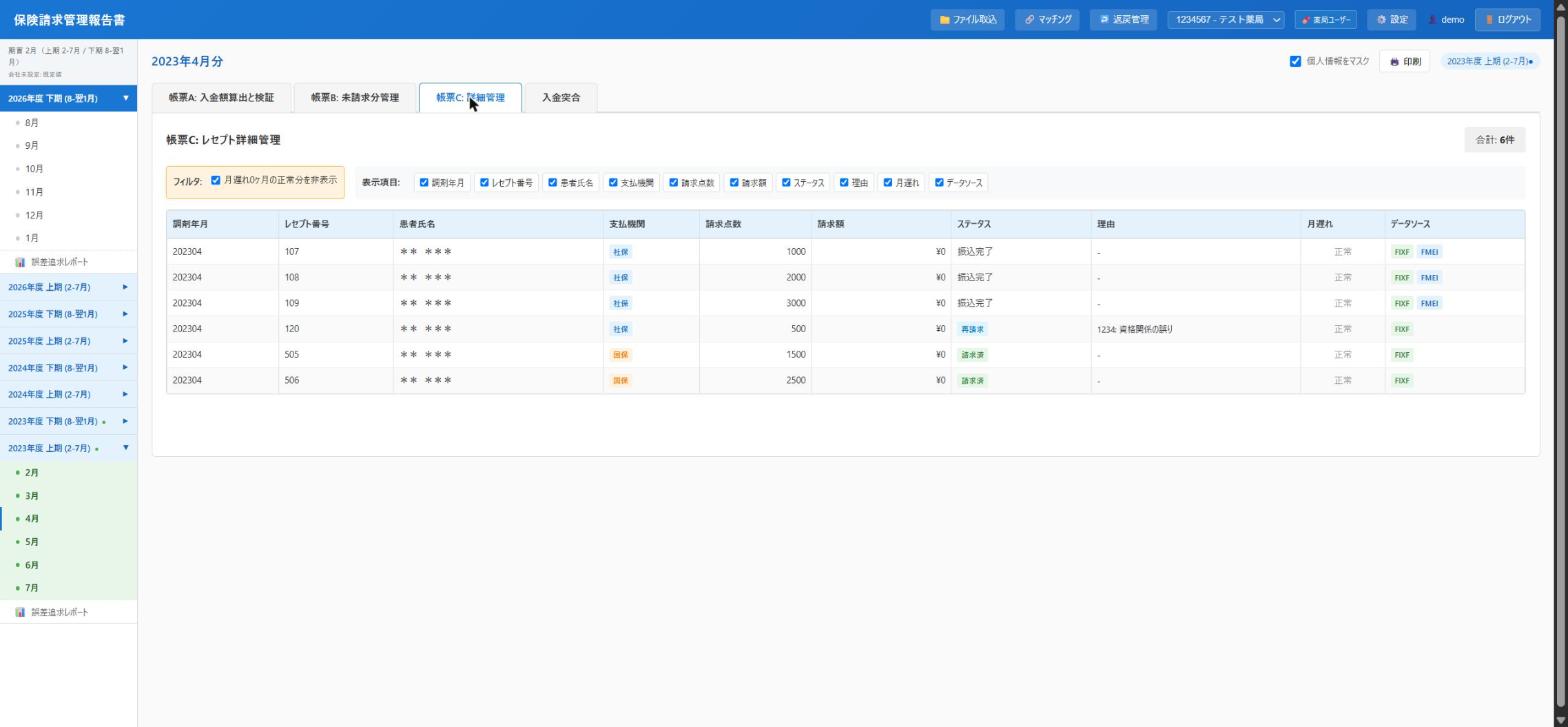 保険請求管理報告書
ファイル取込 マッチング 返戻管理 1234567 - テスト薬局 薬局ユーザー 設定 demo ログアウト
期首 2月（上期 2-7月 / 下期 8-翌1月）
会社未設定: 既定値
2026年度 下期 (8-翌1月) ▼
8月
9月
10月
11月
12月
1月
誤差追求レポート
2026年度 上期 (2-7月) ▶
2025年度 下期 (8-翌1月) ▶
2025年度 上期 (2-7月) ▶
2024年度 下期 (8-翌1月) ▶
2024年度 上期 (2-7月) ▶
2023年度 下期 (8-翌1月) ● ▶
2023年度 上期 (2-7月) ● ▼
2月
3月
4月
5月
6月
7月
誤差追求レポート
2023年4月分
個人情報をマスク 印刷 2023年度 上期 (2-7月)●
帳票A: 入金額算出と検証 帳票B: 未請求分管理 帳票C: 詳細管理 入金突合
帳票C: レセプト詳細管理
合計: 6件
フィルタ: 月遅れ0ヶ月の正常分を非表示
表示項目: 調剤年月 レセプト番号 患者氏名 支払機関 請求点数 請求額 ステータス 理由 月遅れ データソース
調剤年月 レセプト番号 患者氏名 支払機関 請求点数 請求額 ステータス 理由 月遅れ データソース
202304 107 ** *** 社保 1000 ¥0 振込完了 - 正常 FIXF FMEI
202304 108 ** *** 社保 2000 ¥0 振込完了 - 正常 FIXF FMEI
202304 109 ** *** 社保 3000 ¥0 振込完了 - 正常 FIXF FMEI
202304 120 ** *** 社保 500 ¥0 再請求 1234: 資格関係の誤り 正常 FIXF
202304 505 ** *** 国保 1500 ¥0 請求済 - 正常 FIXF
202304 506 ** *** 国保 2500 ¥0 請求済 - 正常 FIXF